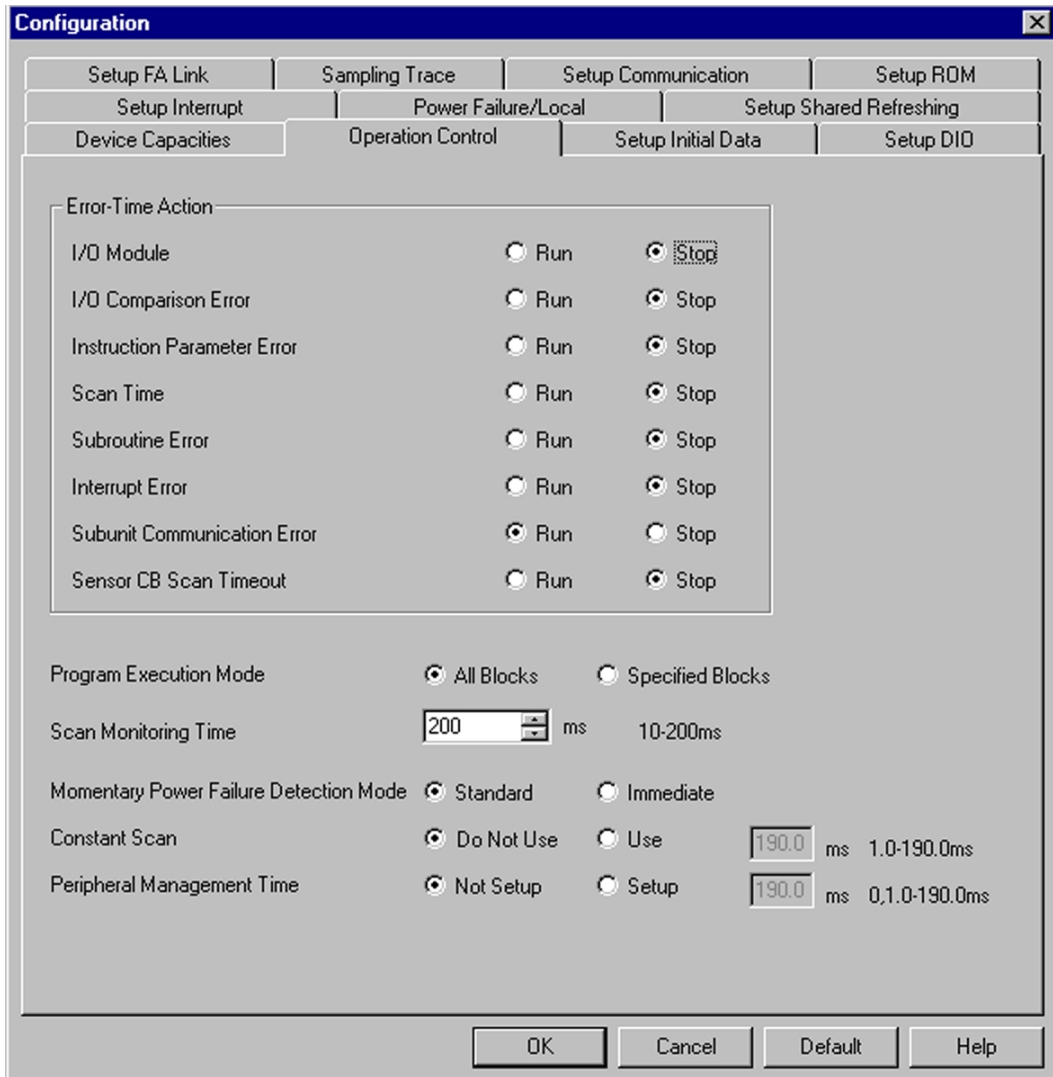 Configuration
Setup FA Link Sampling Trace Setup Communication Setup ROM
Setup Interrupt Power Failure/Local Setup Shared Refreshing
Device Capacities Operation Control Setup Initial Data Setup DIO
Error-Time Action
I/O Module Run Stop
I/O Comparison Error Run Stop
Instruction Parameter Error Run Stop
Scan Time Run Stop
Subroutine Error Run Stop
Interrupt Error Run Stop
Subunit Communication Error Run Stop
Sensor CB Scan Timeout Run Stop
Program Execution Mode All Blocks Specified Blocks
Scan Monitoring Time 200 ms 10-200ms
Momentary Power Failure Detection Mode Standard Immediate
Constant Scan Do Not Use Use 190.0 ms 1.0-190.0ms
Peripheral Management Time Not Setup Setup 190.0 ms 0,1.0-190.0ms
OK Cancel Default Help